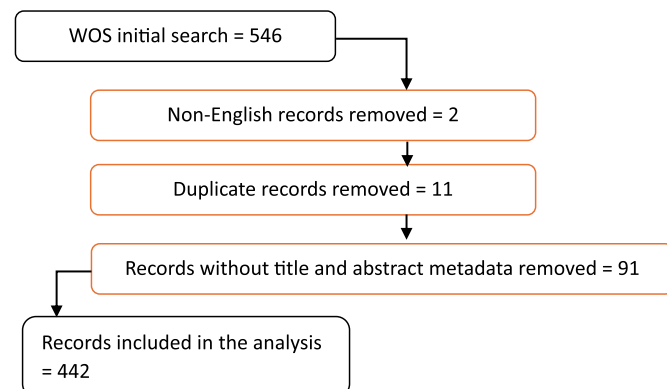 WOS initial search = 546
Non-English records removed = 2
Duplicate records removed = 11
Records without title and abstract metadata removed = 91
Records included in the analysis
= 442